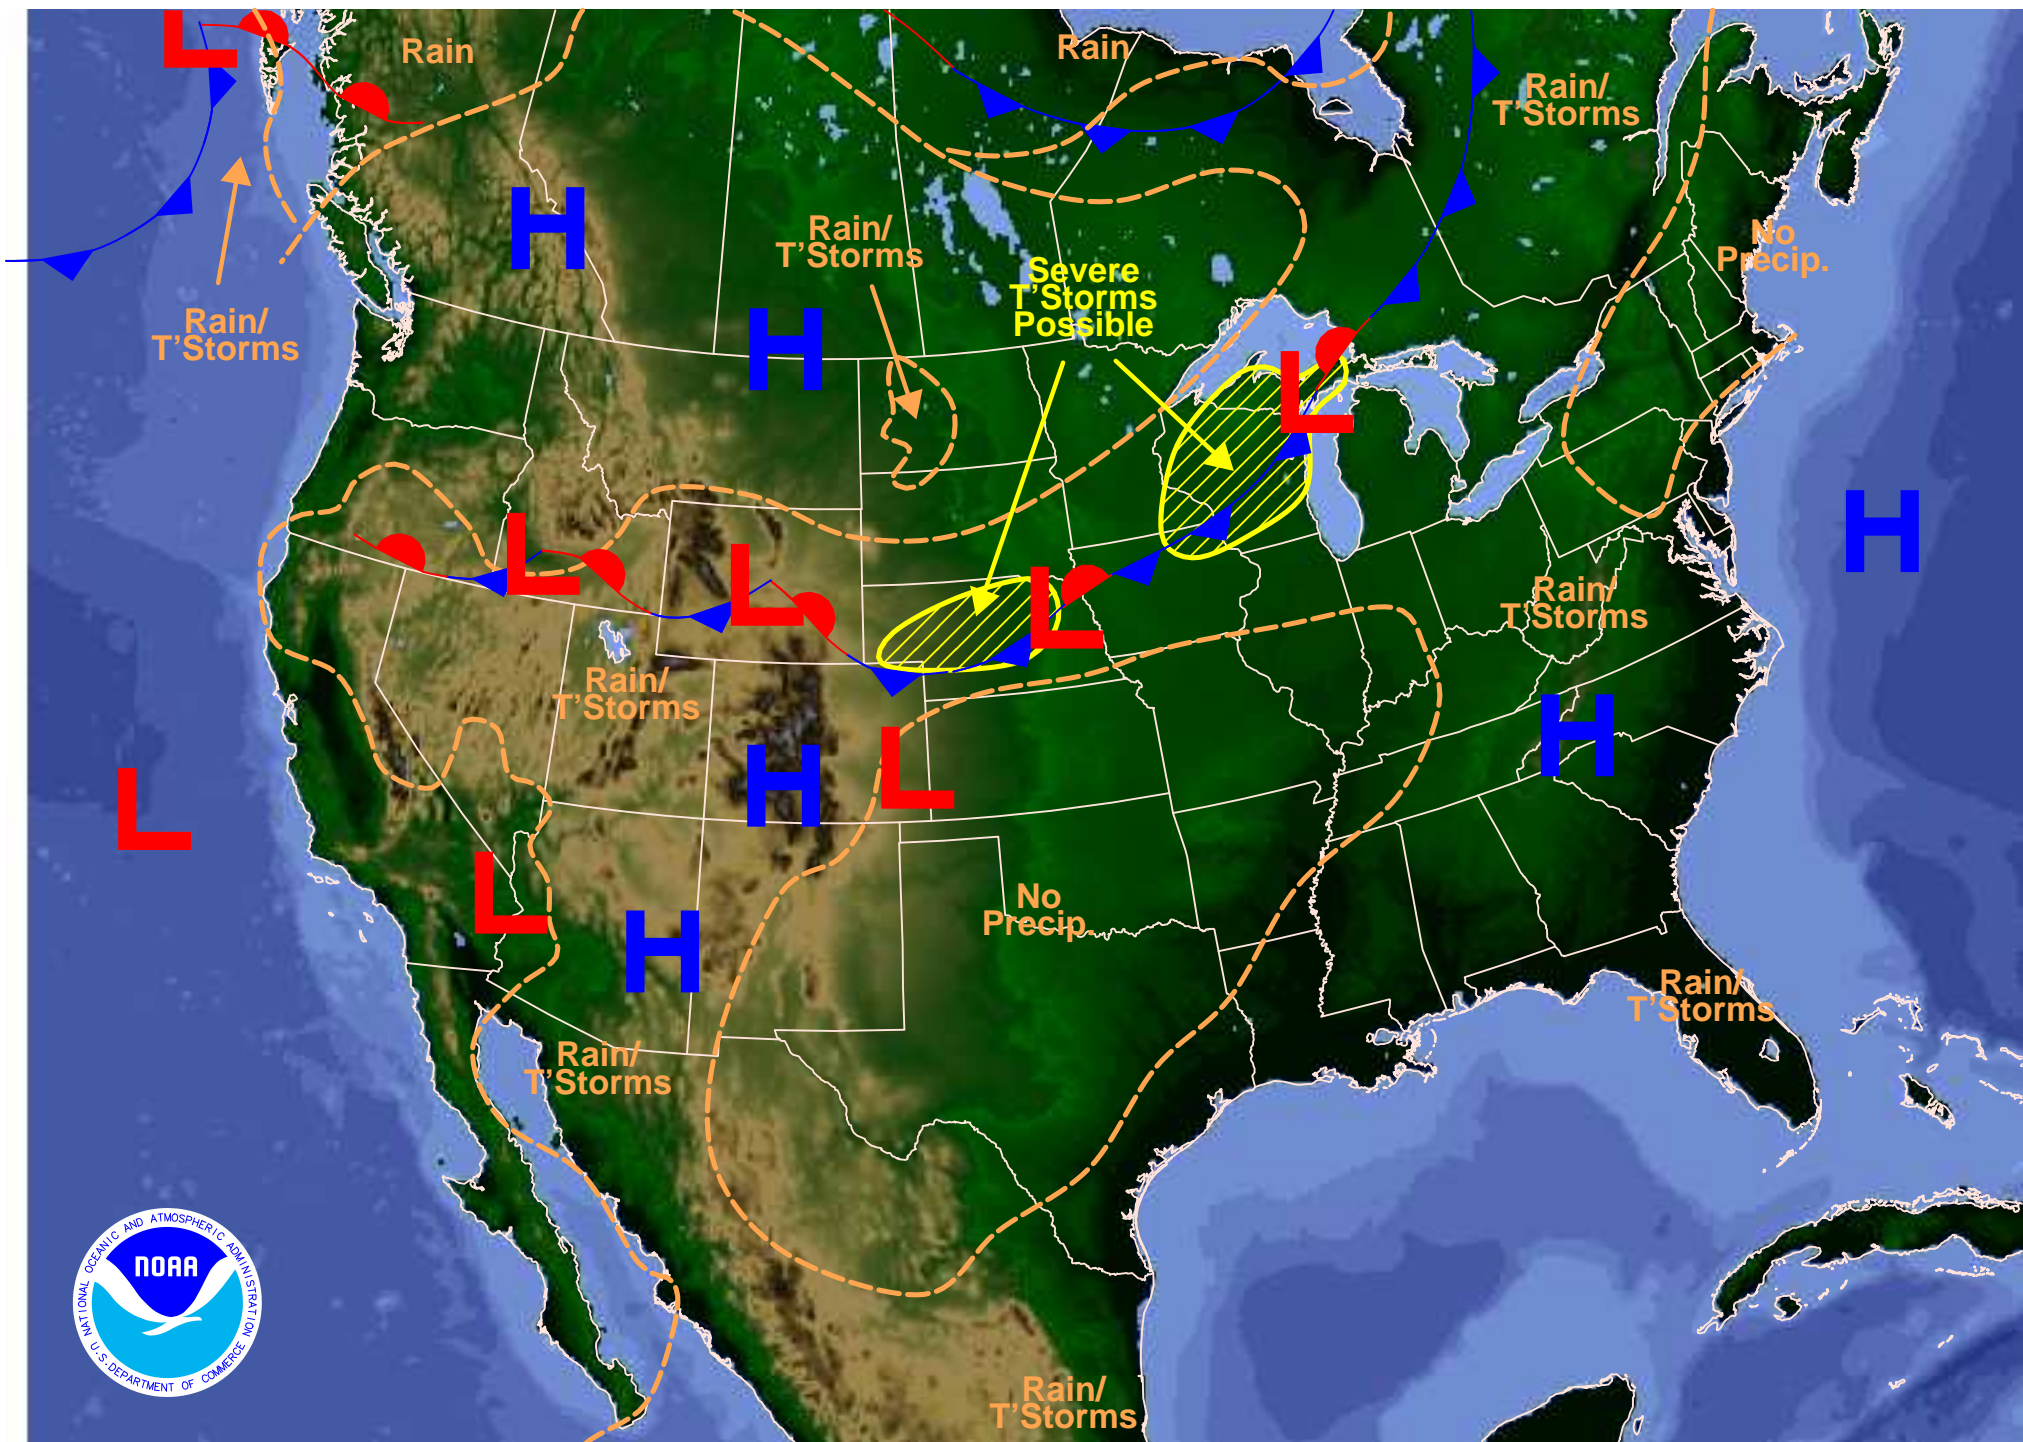 Rain
Rain
Rain/
T'Storms
Rain/
T'Storms
No
Precip.
Severe
T'Storms
Possible
Rain/
T'Storms
H
H
H
H
H
H
L
L
L
L
L
L
L
L
L
Rain/
T'Storms
Rain/
T'Storms
No
Precip.
Rain/
T'Storms
Rain/
T'Storms
Rain/
T'Storms
NATIONAL OCEANIC AND ATMOSPHERIC ADMINISTRATION
NOAA
U.S. DEPARTMENT OF COMMERCE